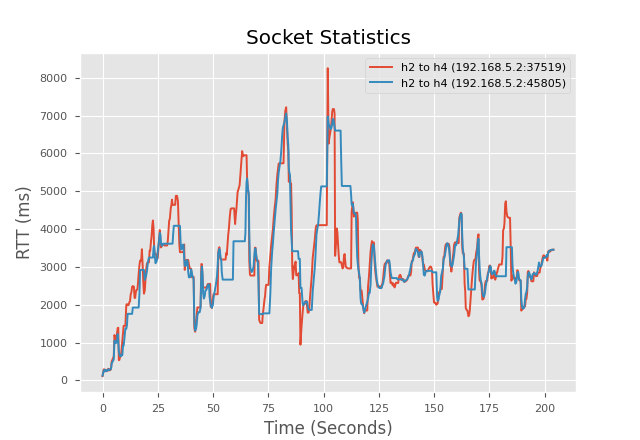 Socket Statistics
h2 to h4 (192.168.5.2:37519)
h2 to h4 (192.168.5.2:45805)
RTT (ms)
8000
7000
6000
5000
4000
3000
2000
1000
0
0 25 50 75 100 125 150 175 200
Time (Seconds)